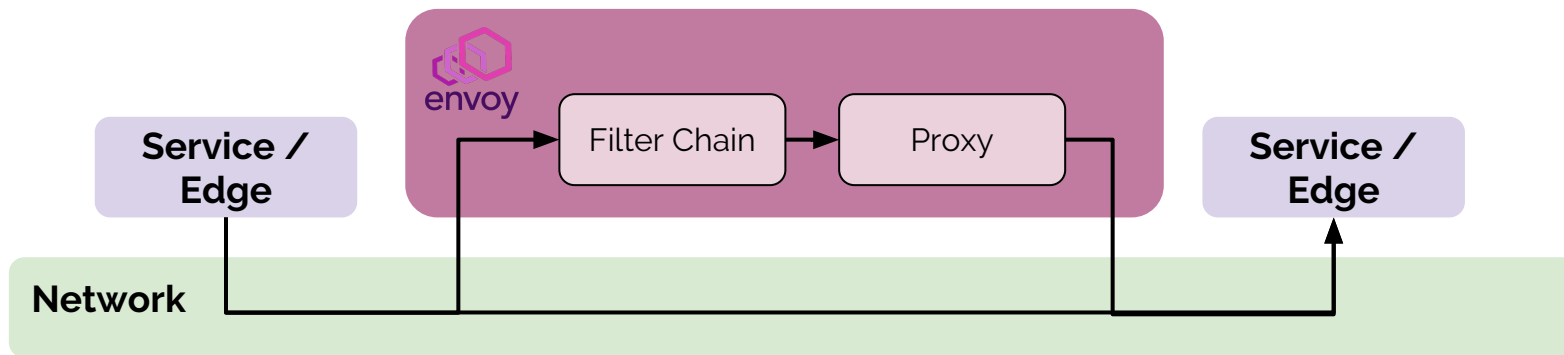 envoy
Service /
Edge
Filter Chain
Proxy
Service /
Edge
Network